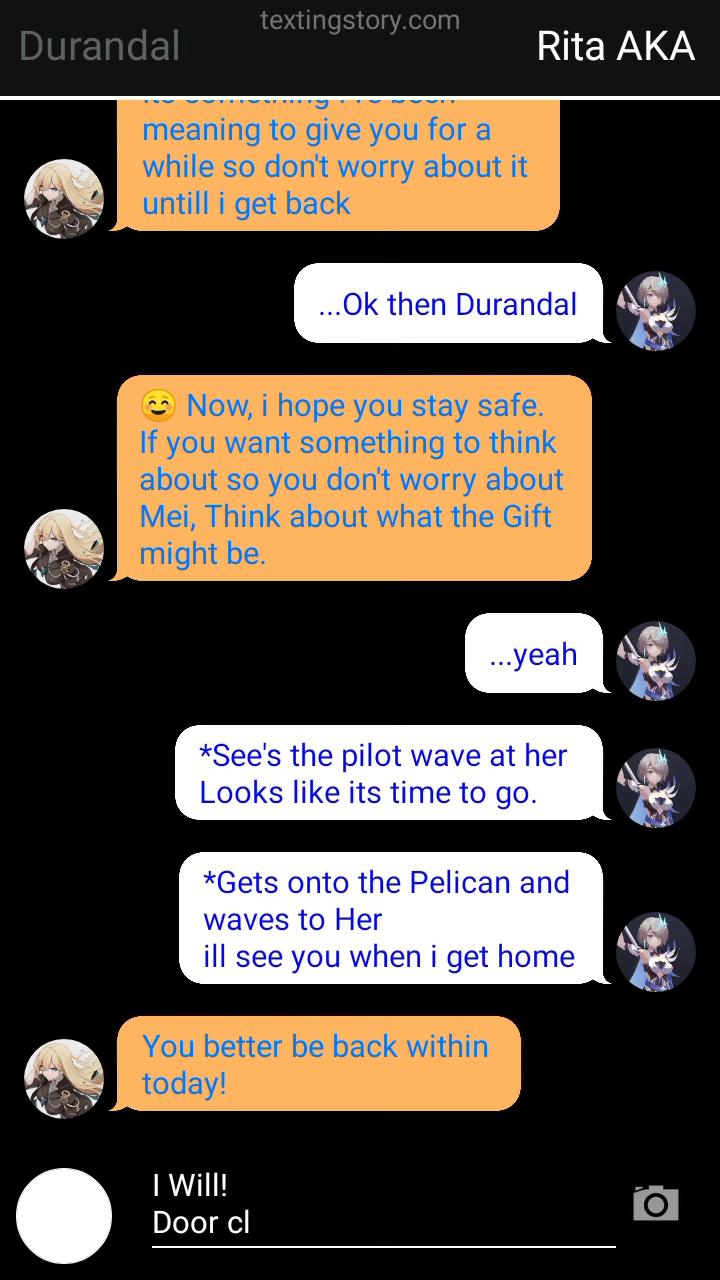 textingstory.com
Durandal
Rita AKA
meaning to give you for a
while so don't worry about it
untill i get back
...Ok then Durandal
☺️ Now, i hope you stay safe.
If you want something to think
about so you don't worry about
Mei, Think about what the Gift
might be.
...yeah
*See's the pilot wave at her
Looks like its time to go.
*Gets onto the Pelican and
waves to Her
ill see you when i get home
You better be back within
today!
I Will!
Door cl